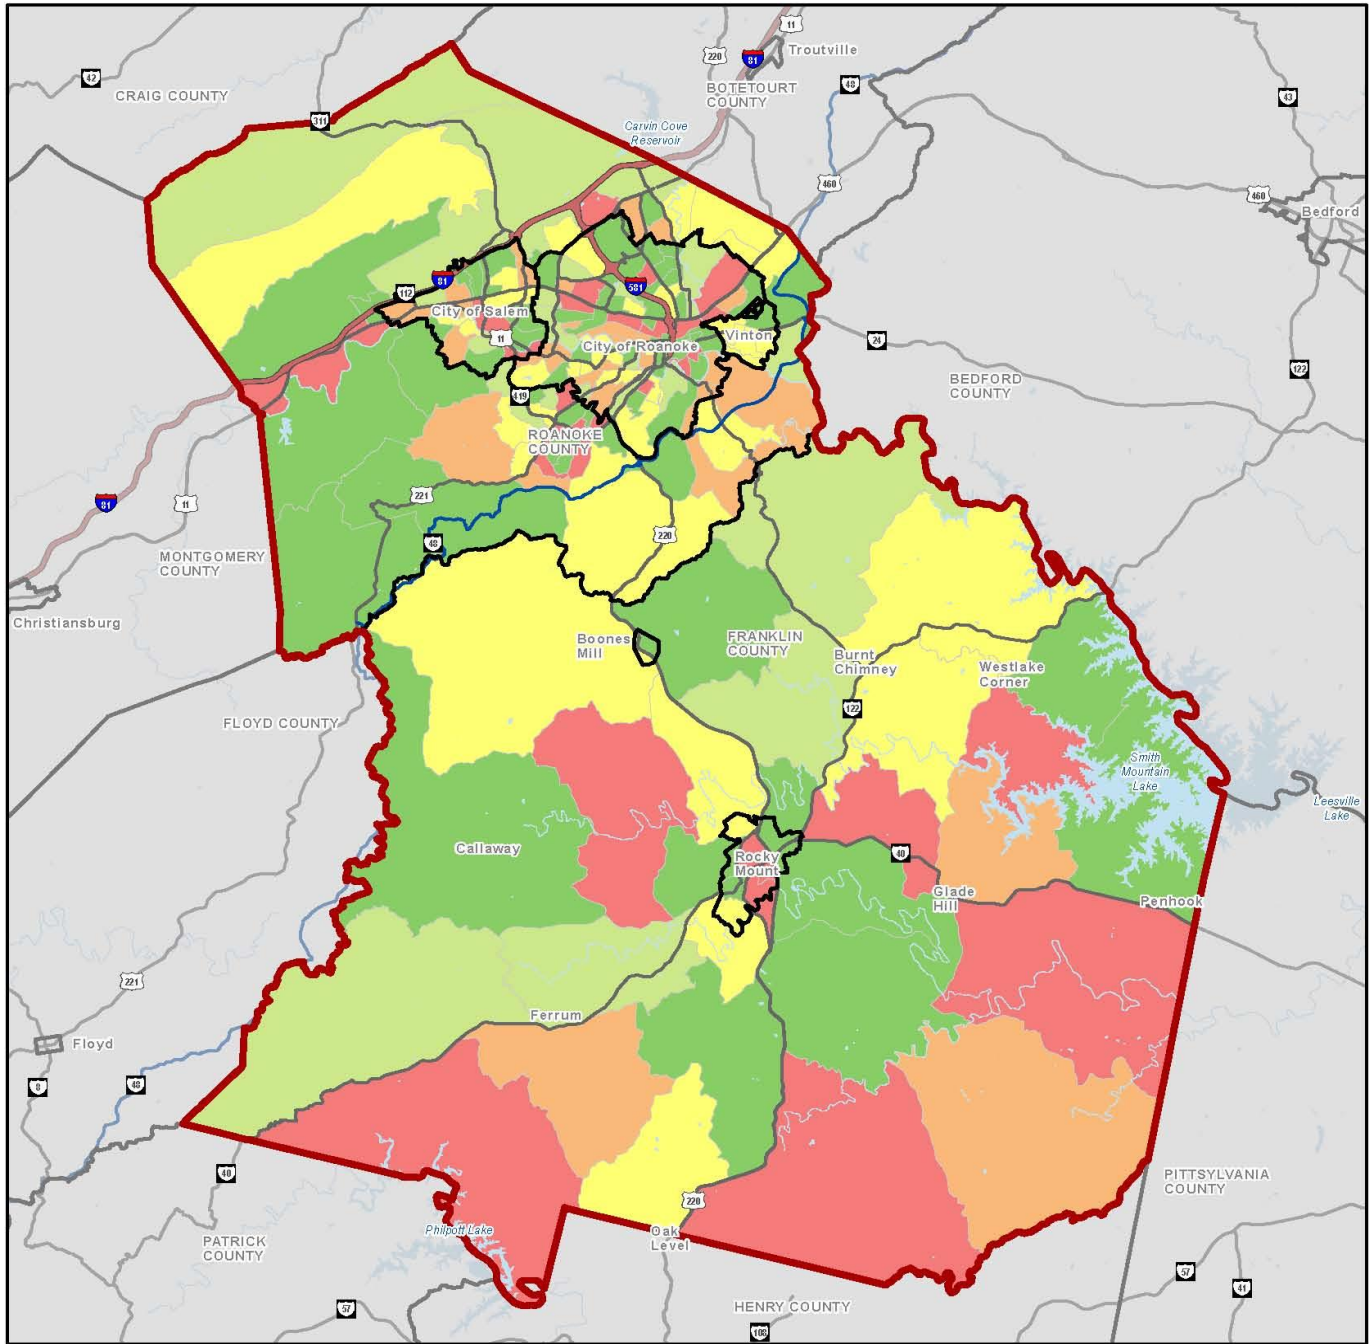 11
220
81
Troutville
42
48
CRAIG COUNTY
BOTETOURT
COUNTY
43
311
Carvin Cove
Reservoir
460
460
Bedford
81
581
112
City of Salem
11
City of Roanoke
Vinton
24
BEDFORD
COUNTY
122
419
ROANOKE
COUNTY
221
81
11
220
48
MONTGOMERY
COUNTY
Christiansburg
Boones
Mill
FRANKLIN
COUNTY
Burnt
Chimney
Westlake
Corner
122
FLOYD COUNTY
Smith
Mountain
Lake
Leesville
Lake
Callaway
Rocky
Mount
40
Glade
Hill
Penhook
221
Ferrum
Floyd
8
48
40
220
PITTSYLVANIA
COUNTY
PATRICK
COUNTY
Philpott Lake
Oak
Level
57
41
57
HENRY COUNTY
108